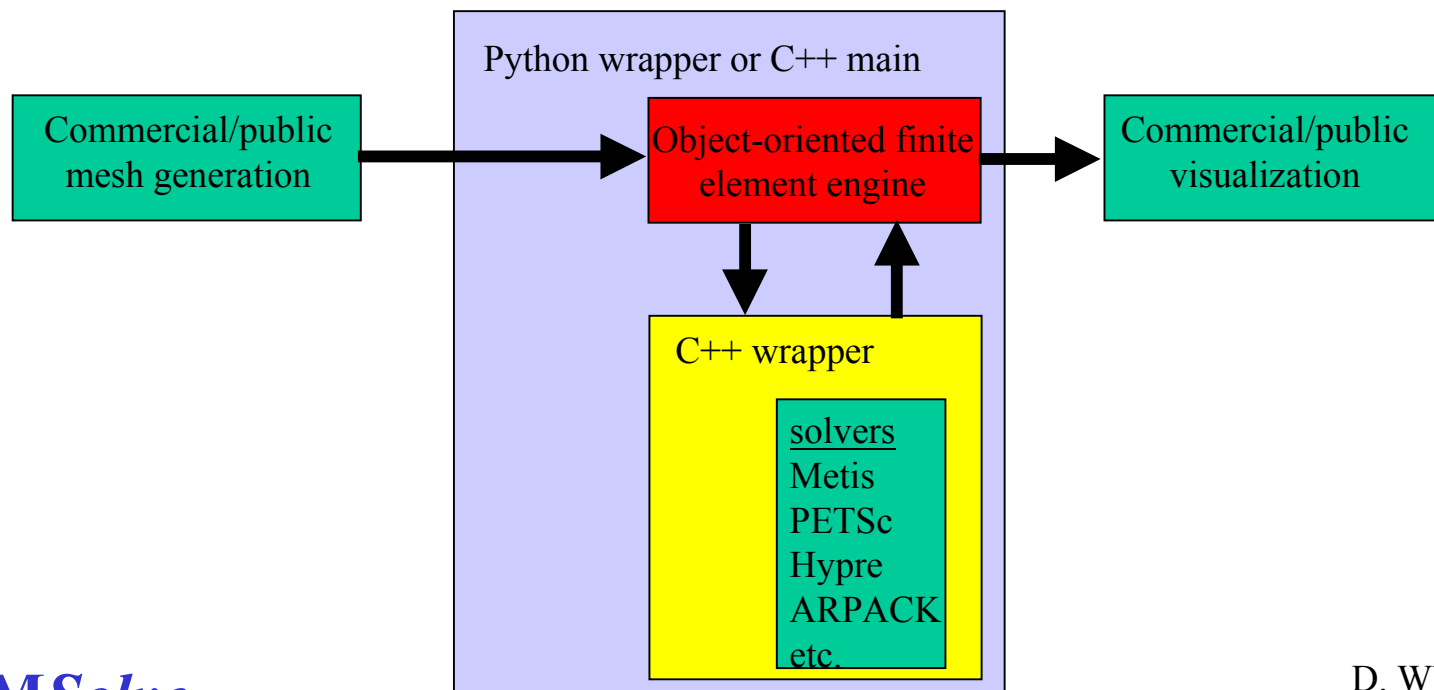 Python wrapper or C++ main
Commercial/public
mesh generation
Object-oriented finite
element engine
Commercial/public
visualization
C++ wrapper
solvers
Metis
PETSc
Hypre
ARPACK
etc.
D.